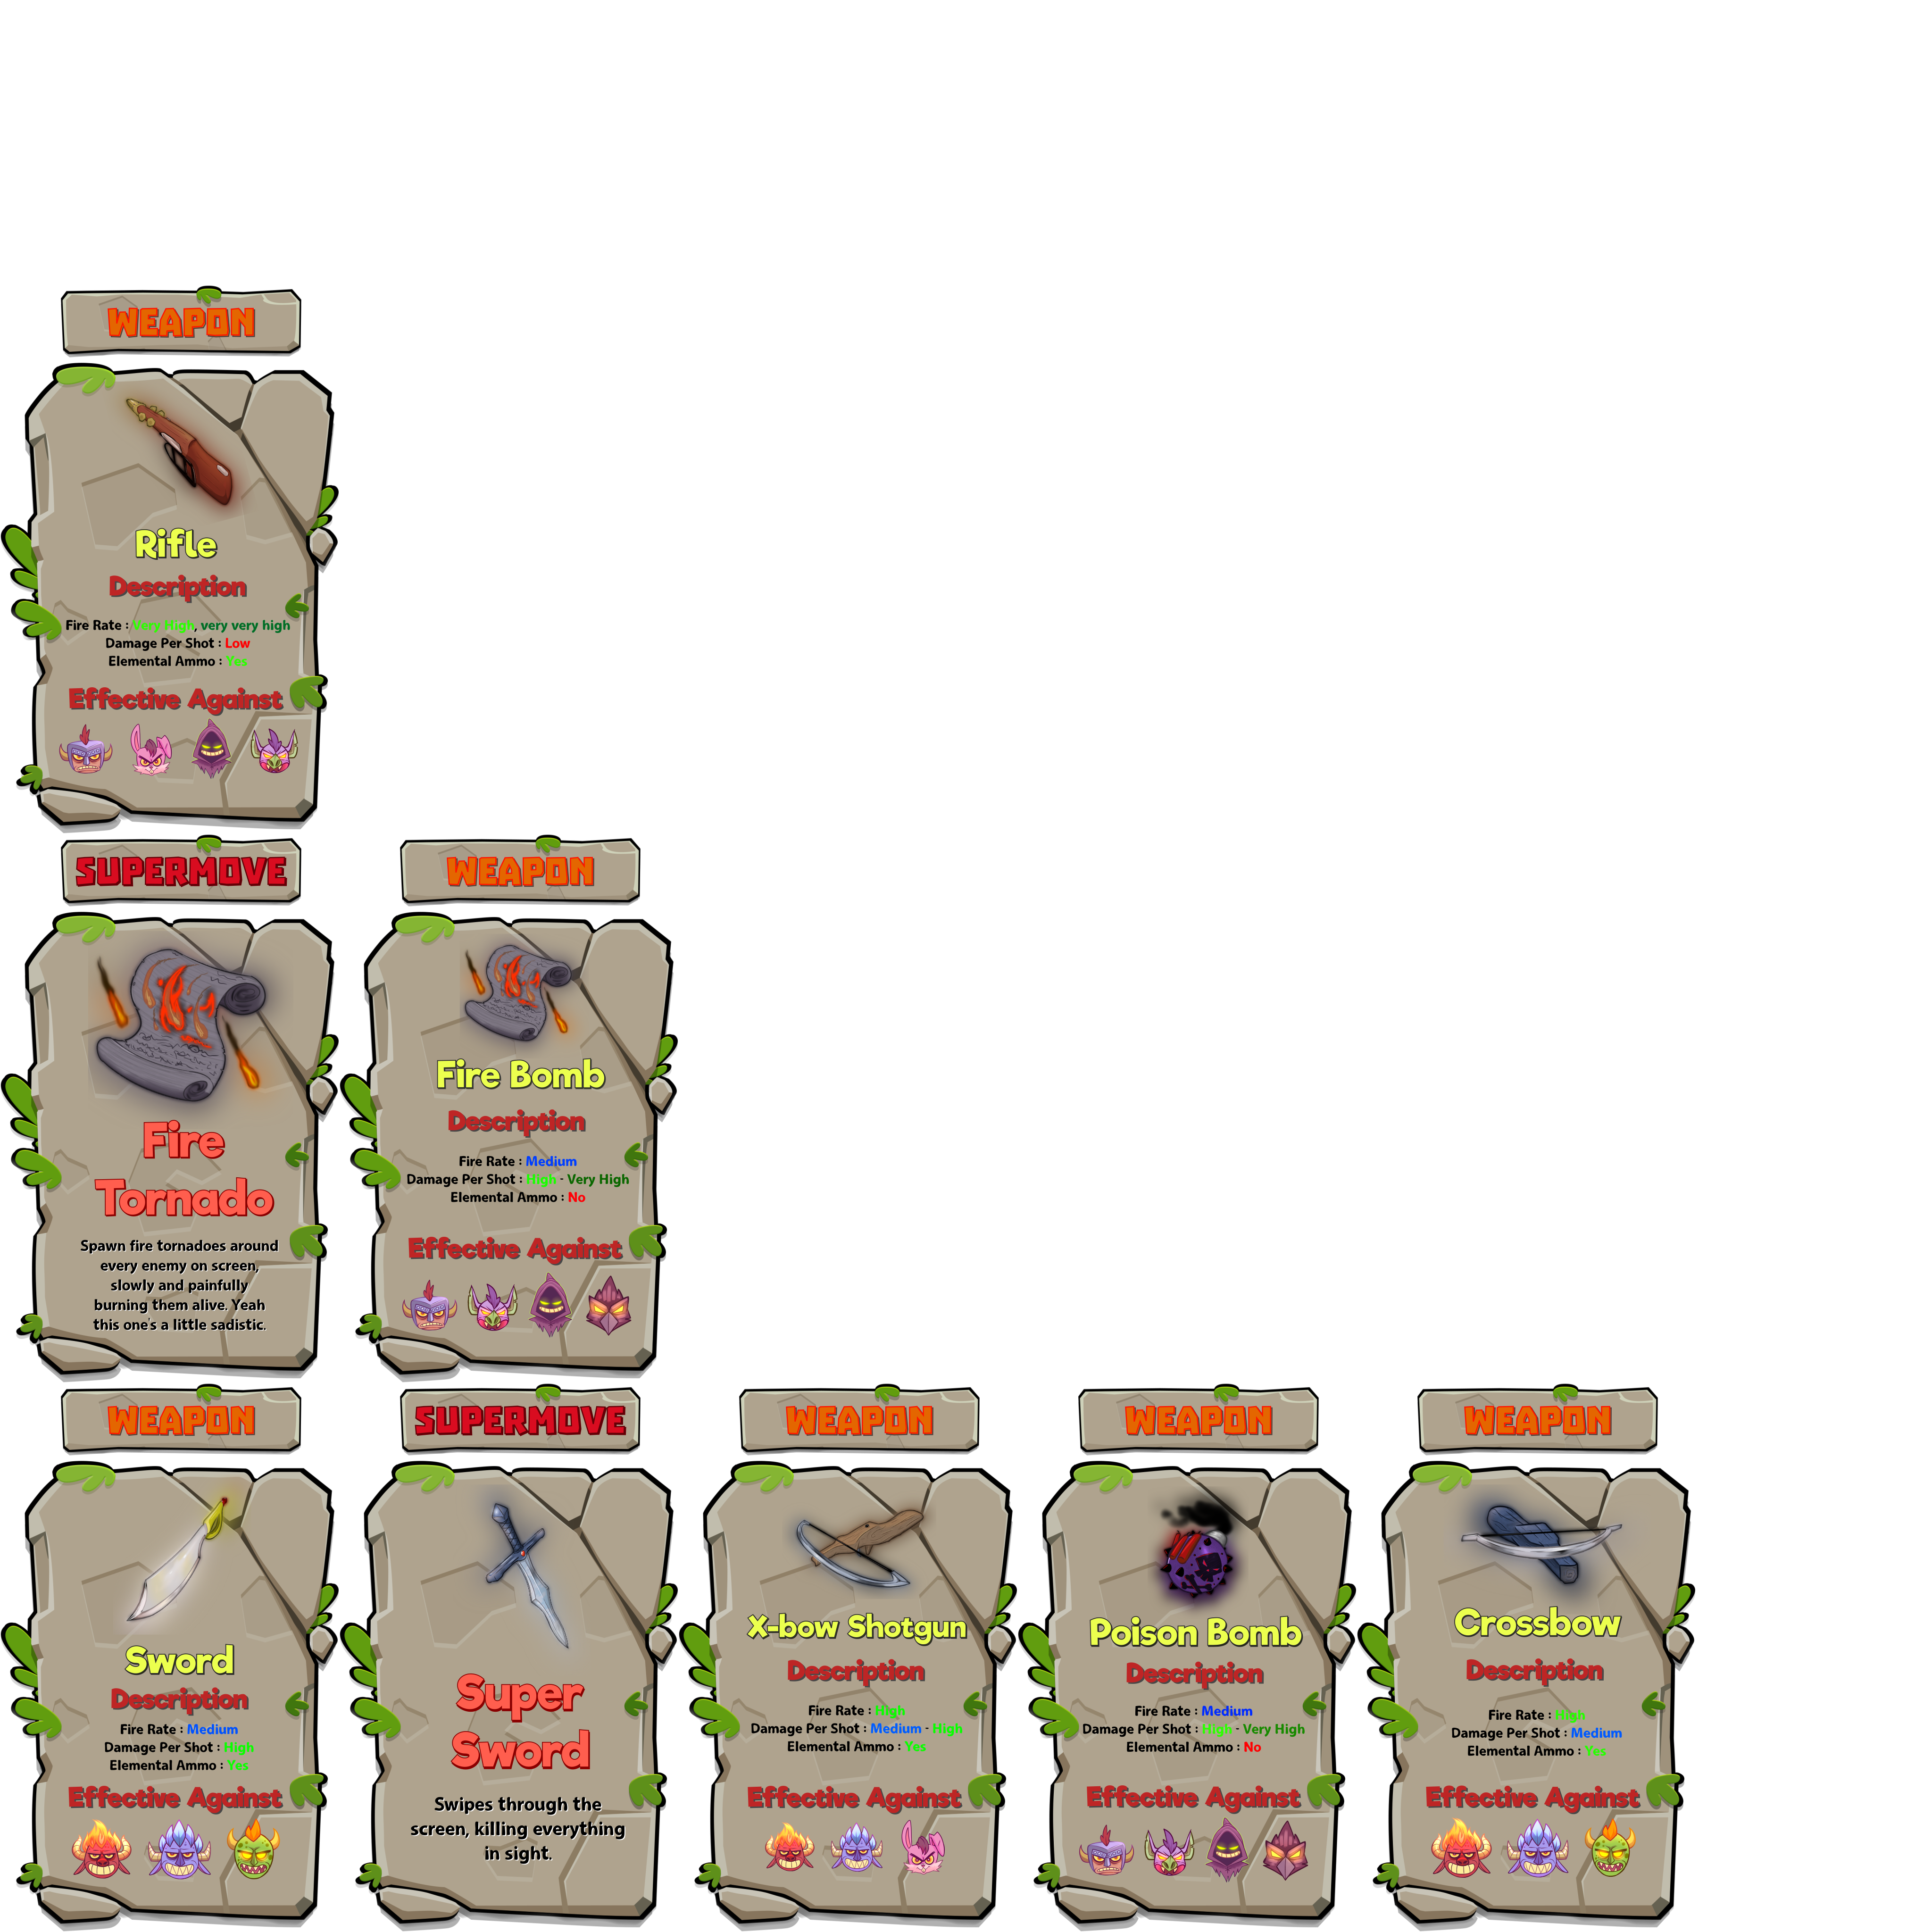 WEAPON
Rifle
Description
Fire Rate : Very High, very very high
Damage Per Shot : Low
Elemental Ammo : Yes
Effective Against
SUPERMOVE
Fire
Tornado
Spawn fire tornadoes around
every enemy on screen,
slowly and painfully
burning them alive. Yeah
this one's a little sadistic.
WEAPON
Fire Bomb
Description
Fire Rate : Medium
Damage Per Shot : High - Very High
Elemental Ammo : No
Effective Against
WEAPON
Sword
Description
Fire Rate : Medium
Damage Per Shot : High
Elemental Ammo : Yes
Effective Against
SUPERMOVE
Super
Sword
Swipes through the
screen, killing everything
in sight.
WEAPON
X-bow Shotgun
Description
Fire Rate : High
Damage Per Shot : Medium - High
Elemental Ammo : Yes
Effective Against
WEAPON
Poison Bomb
Description
Fire Rate : Medium
Damage Per Shot : High - Very High
Elemental Ammo : No
Effective Against
WEAPON
Crossbow
Description
Fire Rate : High
Damage Per Shot : Medium
Elemental Ammo : Yes
Effective Against